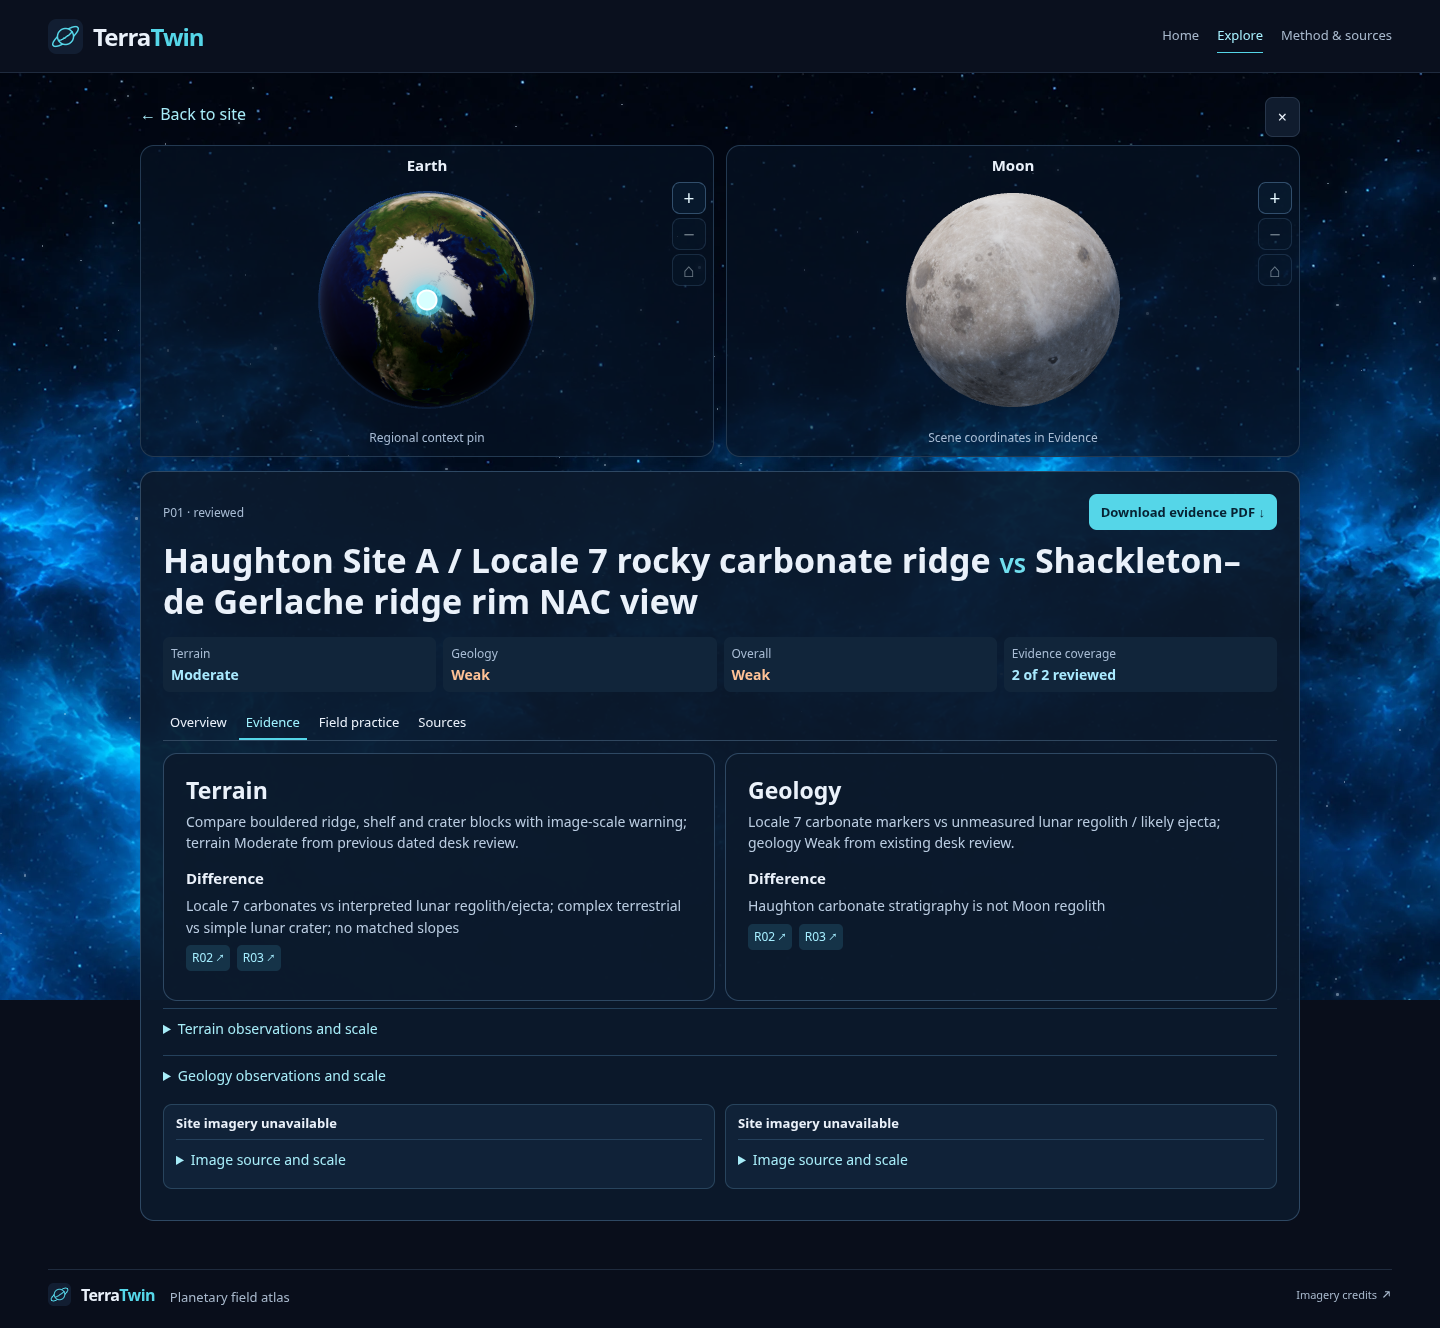 TerraTwin
Home Explore Method & sources
← Back to site
×
Earth
+
−
⌂
Regional context pin
Moon
+
−
⌂
Scene coordinates in Evidence
P01 · reviewed
Download evidence PDF ↓
Haughton Site A / Locale 7 rocky carbonate ridge vs Shackleton–
de Gerlache ridge rim NAC view
Terrain
Moderate
Geology
Weak
Overall
Weak
Evidence coverage
2 of 2 reviewed
Overview Evidence Field practice Sources
Terrain
Compare bouldered ridge, shelf and crater blocks with image-scale warning;
terrain Moderate from previous dated desk review.
Difference
Locale 7 carbonates vs interpreted lunar regolith/ejecta; complex terrestrial
vs simple lunar crater; no matched slopes
R02 ↗ R03 ↗
Geology
Locale 7 carbonate markers vs unmeasured lunar regolith / likely ejecta;
geology Weak from existing desk review.
Difference
Haughton carbonate stratigraphy is not Moon regolith
R02 ↗ R03 ↗
▶ Terrain observations and scale
▶ Geology observations and scale
Site imagery unavailable
▶ Image source and scale
Site imagery unavailable
▶ Image source and scale
TerraTwin Planetary field atlas
Imagery credits ↗